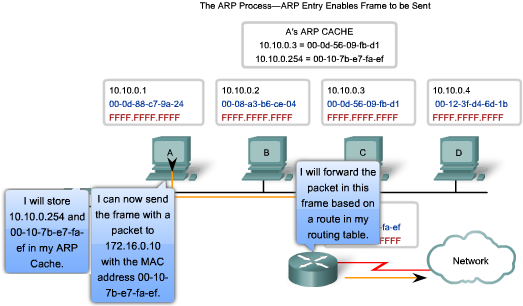 The ARP Process—ARP Entry Enables Frame to be Sent
A's ARP CACHE
10.10.0.3 = 00-0d-56-09-fb-d1
10.10.0.254 = 00-10-7b-e7-fa-ef
10.10.0.1
00-0d-88-c7-9a-24
FFFF.FFFF.FFFF
10.10.0.2
00-08-a3-b6-ce-04
FFFF.FFFF.FFFF
10.10.0.3
00-0d-56-09-fb-d1
FFFF.FFFF.FFFF
10.10.0.4
00-12-3f-d4-6d-1b
FFFF.FFFF.FFFF
A
B
C
D
I will store
10.10.0.254 and
00-10-7b-e7-fa-
ef in my ARP
Cache.
I can now send
the frame with a
packet to
172.16.0.10
with the MAC
address 00-10-
7b-e7-fa-ef.
I will forward the
packet in this
frame based on
a route in my
routing table.
-fa-ef
FFFF
Network